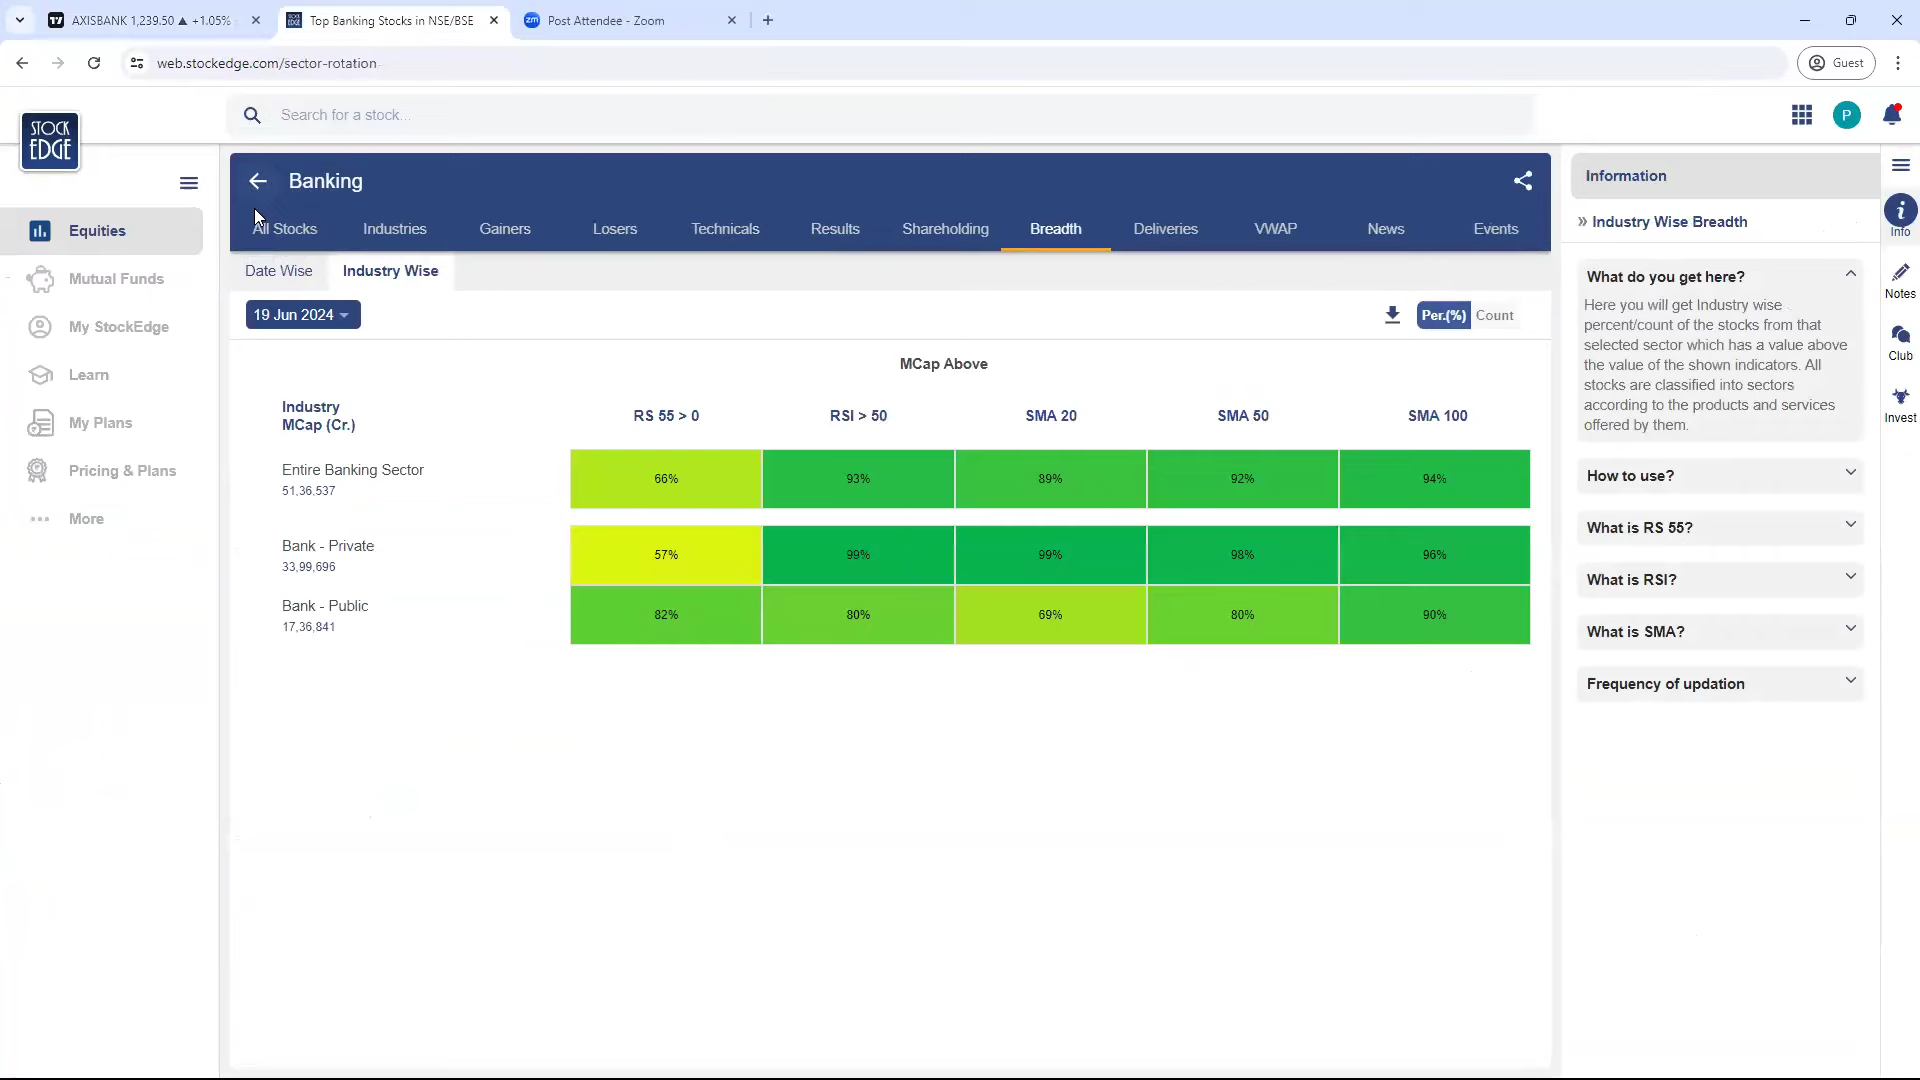 AXISBANK 1,239.50 ▲ +1.05%
Top Banking Stocks in NSE/BSE
zm
Post Attendee - Zoom
web.stockedge.com/sector-rotation
Guest
STOCK
EDGE
Search for a stock...
P
Equities
Mutual Funds
My StockEdge
Learn
My Plans
Pricing & Plans
More
Banking
All Stocks
Industries
Gainers
Losers
Technicals
Results
Shareholding
Breadth
Deliveries
VWAP
News
Events
Date Wise
Industry Wise
19 Jun 2024
Per.(%)
Count
MCap Above
Industry
MCap (Cr.)
RS 55 > 0
RSI > 50
SMA 20
SMA 50
SMA 100
Entire Banking Sector
51,36,537
66%
93%
89%
92%
94%
Bank - Private
33,99,696
57%
99%
99%
98%
96%
Bank - Public
17,36,841
82%
80%
69%
80%
90%
Information
» Industry Wise Breadth
What do you get here?
Here you will get Industry wise
percent/count of the stocks from that
selected sector which has a value above
the value of the shown indicators. All
stocks are classified into sectors
according to the products and services
offered by them.
How to use?
What is RS 55?
What is RSI?
What is SMA?
Frequency of updation
Info
Notes
Club
Invest